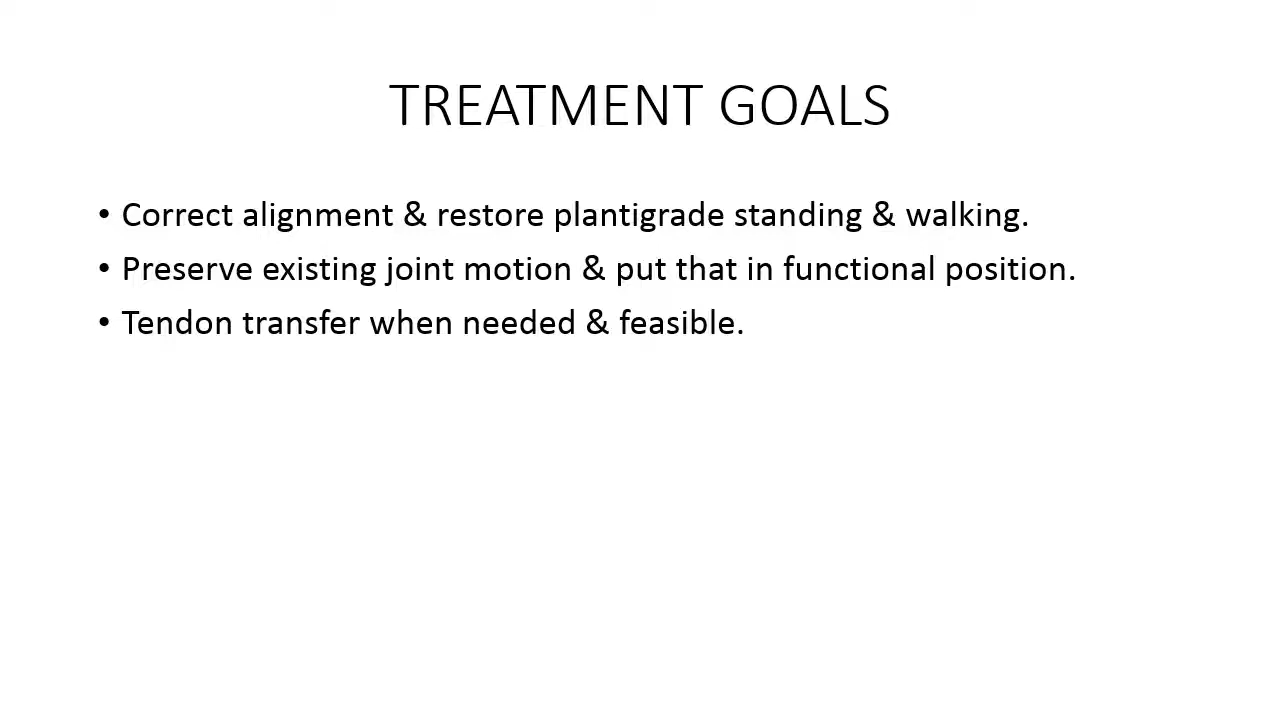 TREATMENT GOALS
• Correct alignment & restore plantigrade standing & walking.
• Preserve existing joint motion & put that in functional position.
• Tendon transfer when needed & feasible.